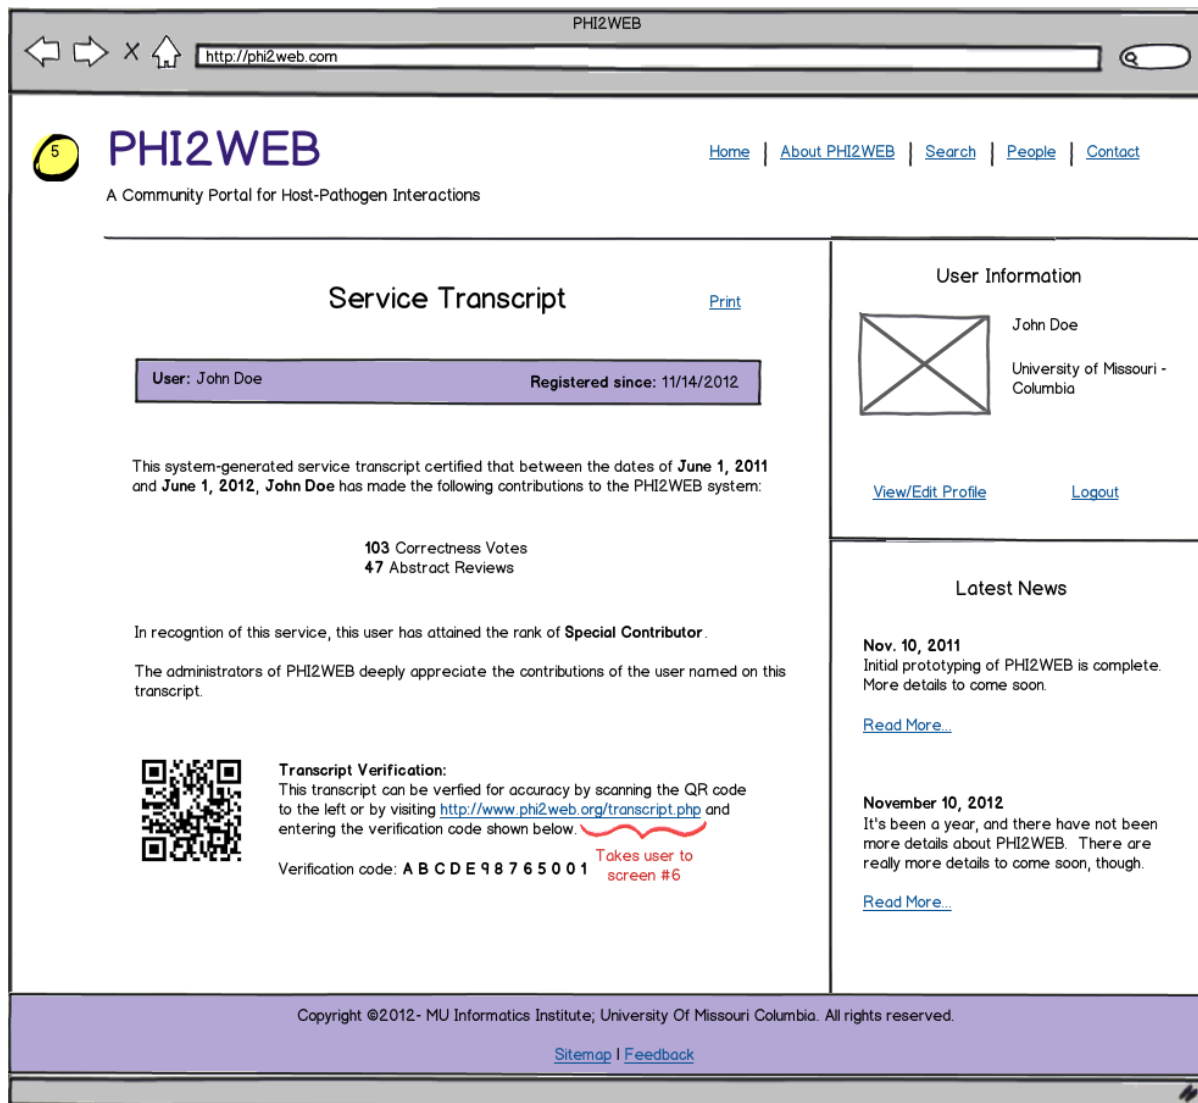 PHI2WEB
http://phi2web.com
5
PHI2WEB
Home | About PHI2WEB | Search | People | Contact
A Community Portal for Host-Pathogen Interactions
Service Transcript
Print
User: John Doe
Registered since: 11/14/2012
This system-generated service transcript certified that between the dates of June 1, 2011
and June 1, 2012, John Doe has made the following contributions to the PHI2WEB system:
103 Correctness Votes
47 Abstract Reviews
In recogntion of this service, this user has attained the rank of Special Contributor.
The administrators of PHI2WEB deeply appreciate the contributions of the user named on this
transcript.
Transcript Verification:
This transcript can be verfied for accuracy by scanning the QR code
to the left or by visiting http://www.phi2web.org/transcript.php and
entering the verification code shown below.
Takes user to
screen #6
Verification code: A B C D E 9 8 7 6 5 0 0 1
User Information
John Doe
University of Missouri -
Columbia
View/Edit Profile
Logout
Latest News
Nov. 10, 2011
Initial prototyping of PHI2WEB is complete.
More details to come soon.
Read More...
November 10, 2012
It's been a year, and there have not been
more details about PHI2WEB. There are
really more details to come soon, though.
Read More...
Copyright ©2012- MU Informatics Institute; University Of Missouri Columbia. All rights reserved.
Sitemap | Feedback